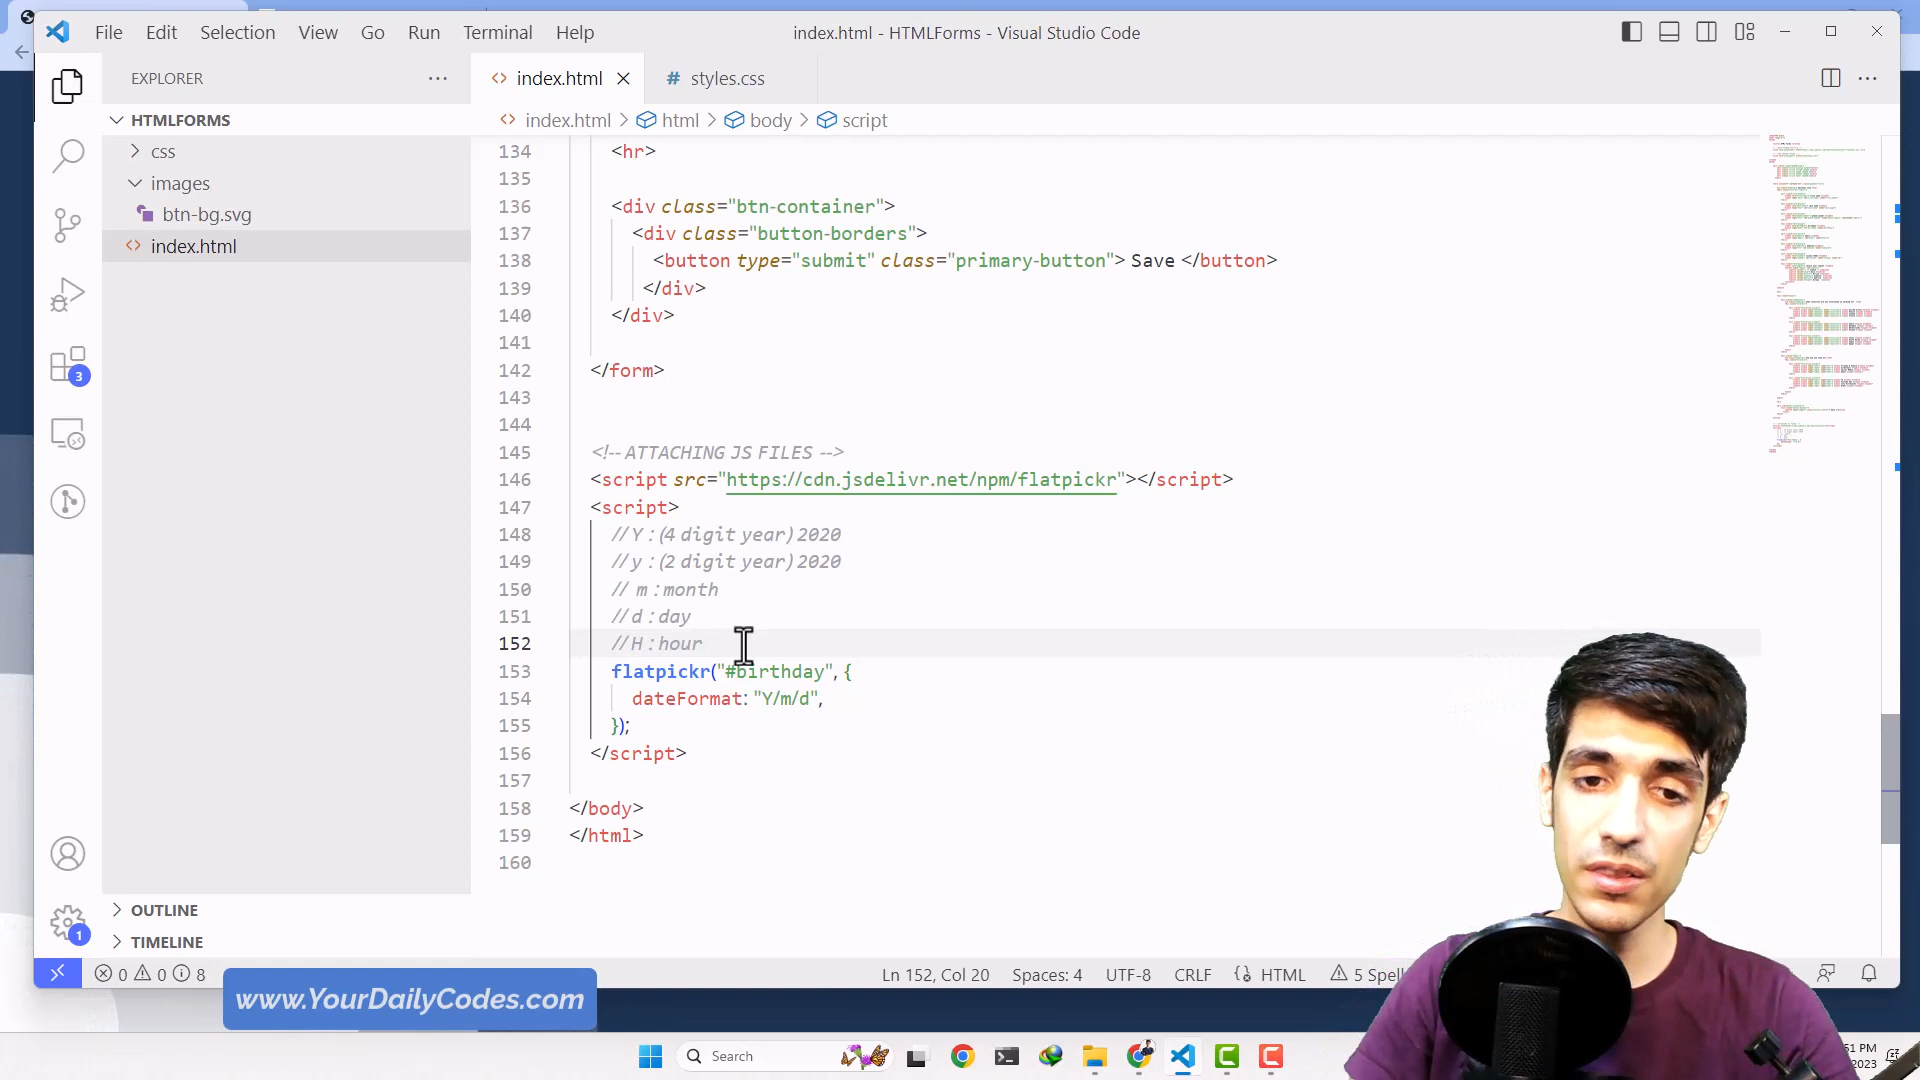 File Edit Selection View Go Run Terminal Help
index.html - HTMLForms - Visual Studio Code
EXPLORER
index.html
# styles.css
HTMLFORMS
css
images
btn-bg.svg
index.html
index.html > html > body > script
134 <hr>
135
136 <div class="btn-container">
137 <div class="button-borders">
138 <button type="submit" class="primary-button"> Save </button>
139 </div>
140 </div>
141
142 </form>
143
144
145 <!-- ATTACHING JS FILES -->
146 <script src="https://cdn.jsdelivr.net/npm/flatpickr"></script>
147 <script>
148 // Y : (4 digit year) 2020
149 // y : (2 digit year) 2020
150 // m : month
151 // d : day
152 // H : hour
153 flatpickr("#birthday", {
154 dateFormat: "Y/m/d",
155 });
156 </script>
157
158 </body>
159 </html>
160
3
1
OUTLINE
TIMELINE
0 0 8
Ln 152, Col 20 Spaces: 4 UTF-8 CRLF HTML 5 Spell
www.YourDailyCodes.com
Search
51 PM
2023